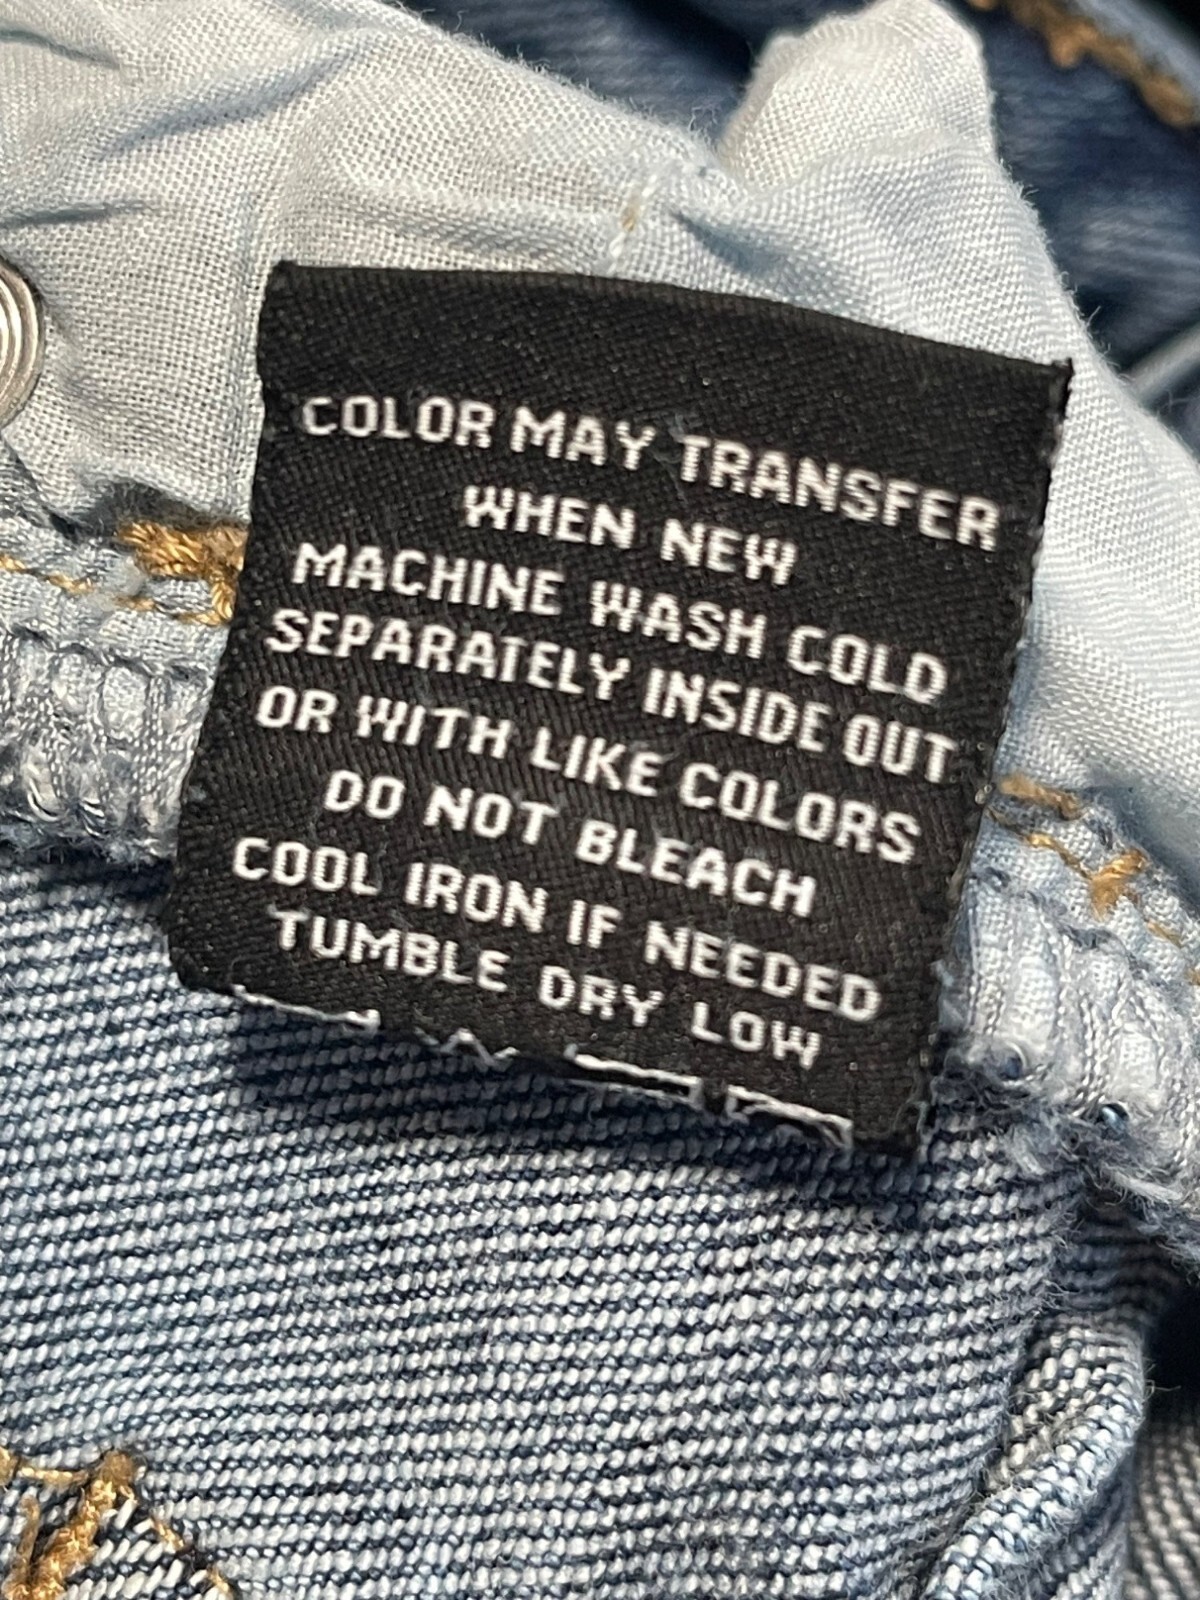 COLOR MAY TRANSFER
WHEN NEW
MACHINE WASH COLD
SEPARATELY INSIDE OUT
OR WITH LIKE COLORS
DO NOT BLEACH
COOL IRON IF NEEDED
TUMBLE DRY LOW